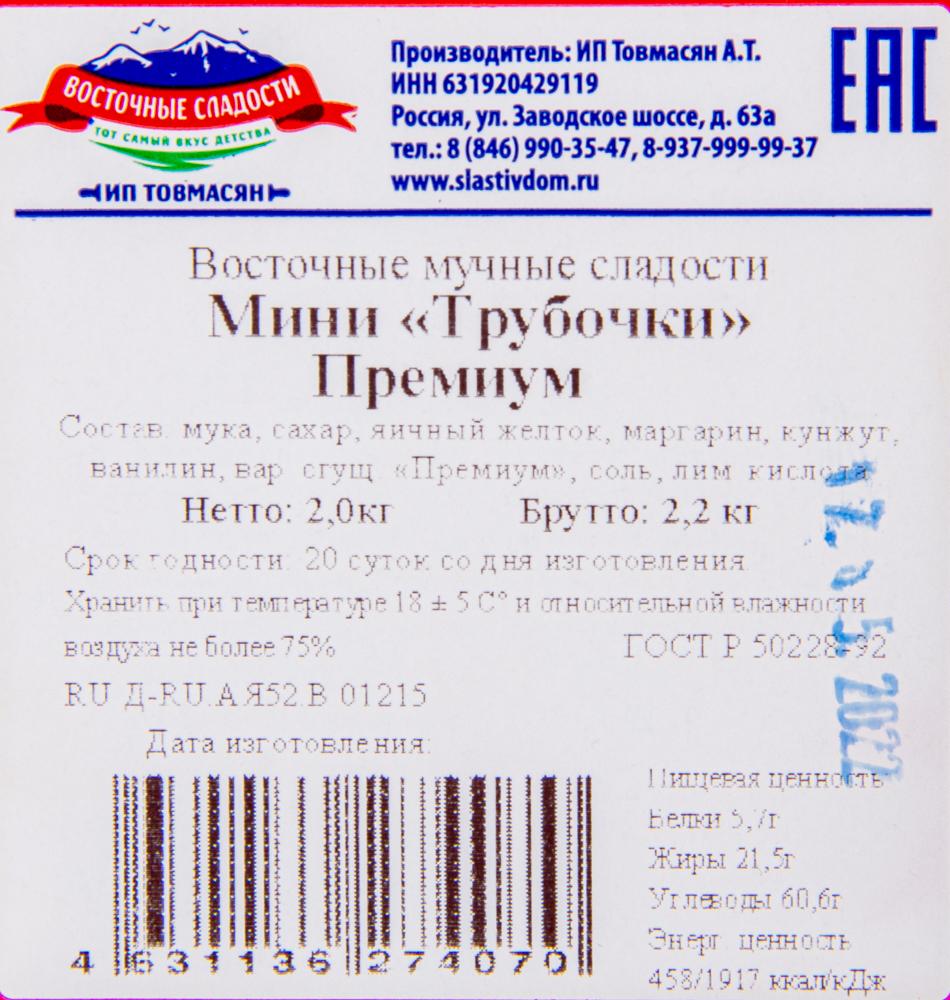 ВОСТОЧНЫЕ СЛАДОСТИ
ТОТ САМЫЙ ВКУС ДЕТСТВА
ИП ТОВМАСЯН
Производитель: ИП Товмасян А.Т.
ИНН 631920429119
Россия, ул. Заводское шоссе, д. 63а
тел.: 8 (846) 990-35-47, 8-937-999-99-37
www.slastivdom.ru
EAC
Восточные мучные сладости
Мини «Трубочки»
Премиум
Состав: мука, сахар, яичный желток, маргарин, кунжут,
ванилин, вар. сгущ. «Премиум», соль, лим. кислота
Нетто: 2,0кг Брутто: 2,2 кг
Срок годности: 20 суток со дня изготовления.
Хранить при температуре 18 ± 5 С° и относительной влажности
воздуха не более 75% ГОСТ Р 50228-92
RU Д-RU.АЯ52.В 01215
Дата изготовления:
2022
Пищевая ценность
Белки 5,7г
Жиры 21,5г
Углеводы 60,6г
Энерг. ценность
458/1917 ккал/кДж
4 631136 274070